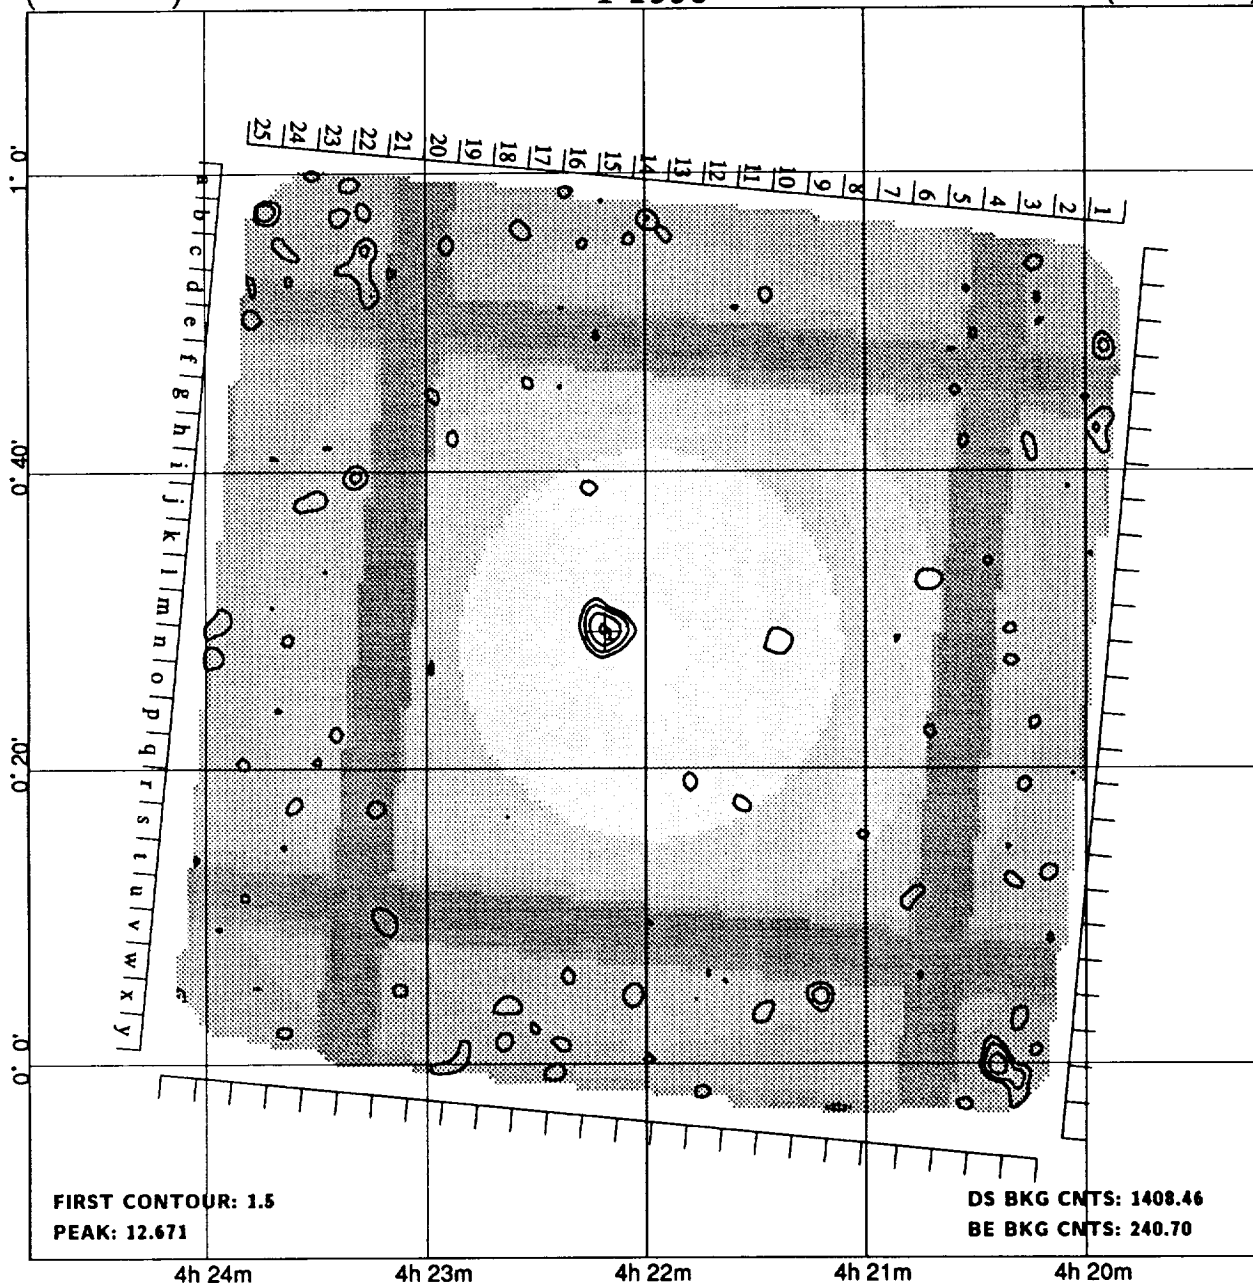 25 24 23 22 21 20 19 18 17 16 15 14 13 12 11 10 9 8 7 6 5 4 3 2 1
1° 0'
a b c d e f g h i j k l m n o p q r s t u v w x y
0° 40'
0° 20'
0° 0'
FIRST CONTOUR: 1.5
PEAK: 12.671
DS BKG CNTS: 1408.46
BE BKG CNTS: 240.70
4h 24m 4h 23m 4h 22m 4h 21m 4h 20m